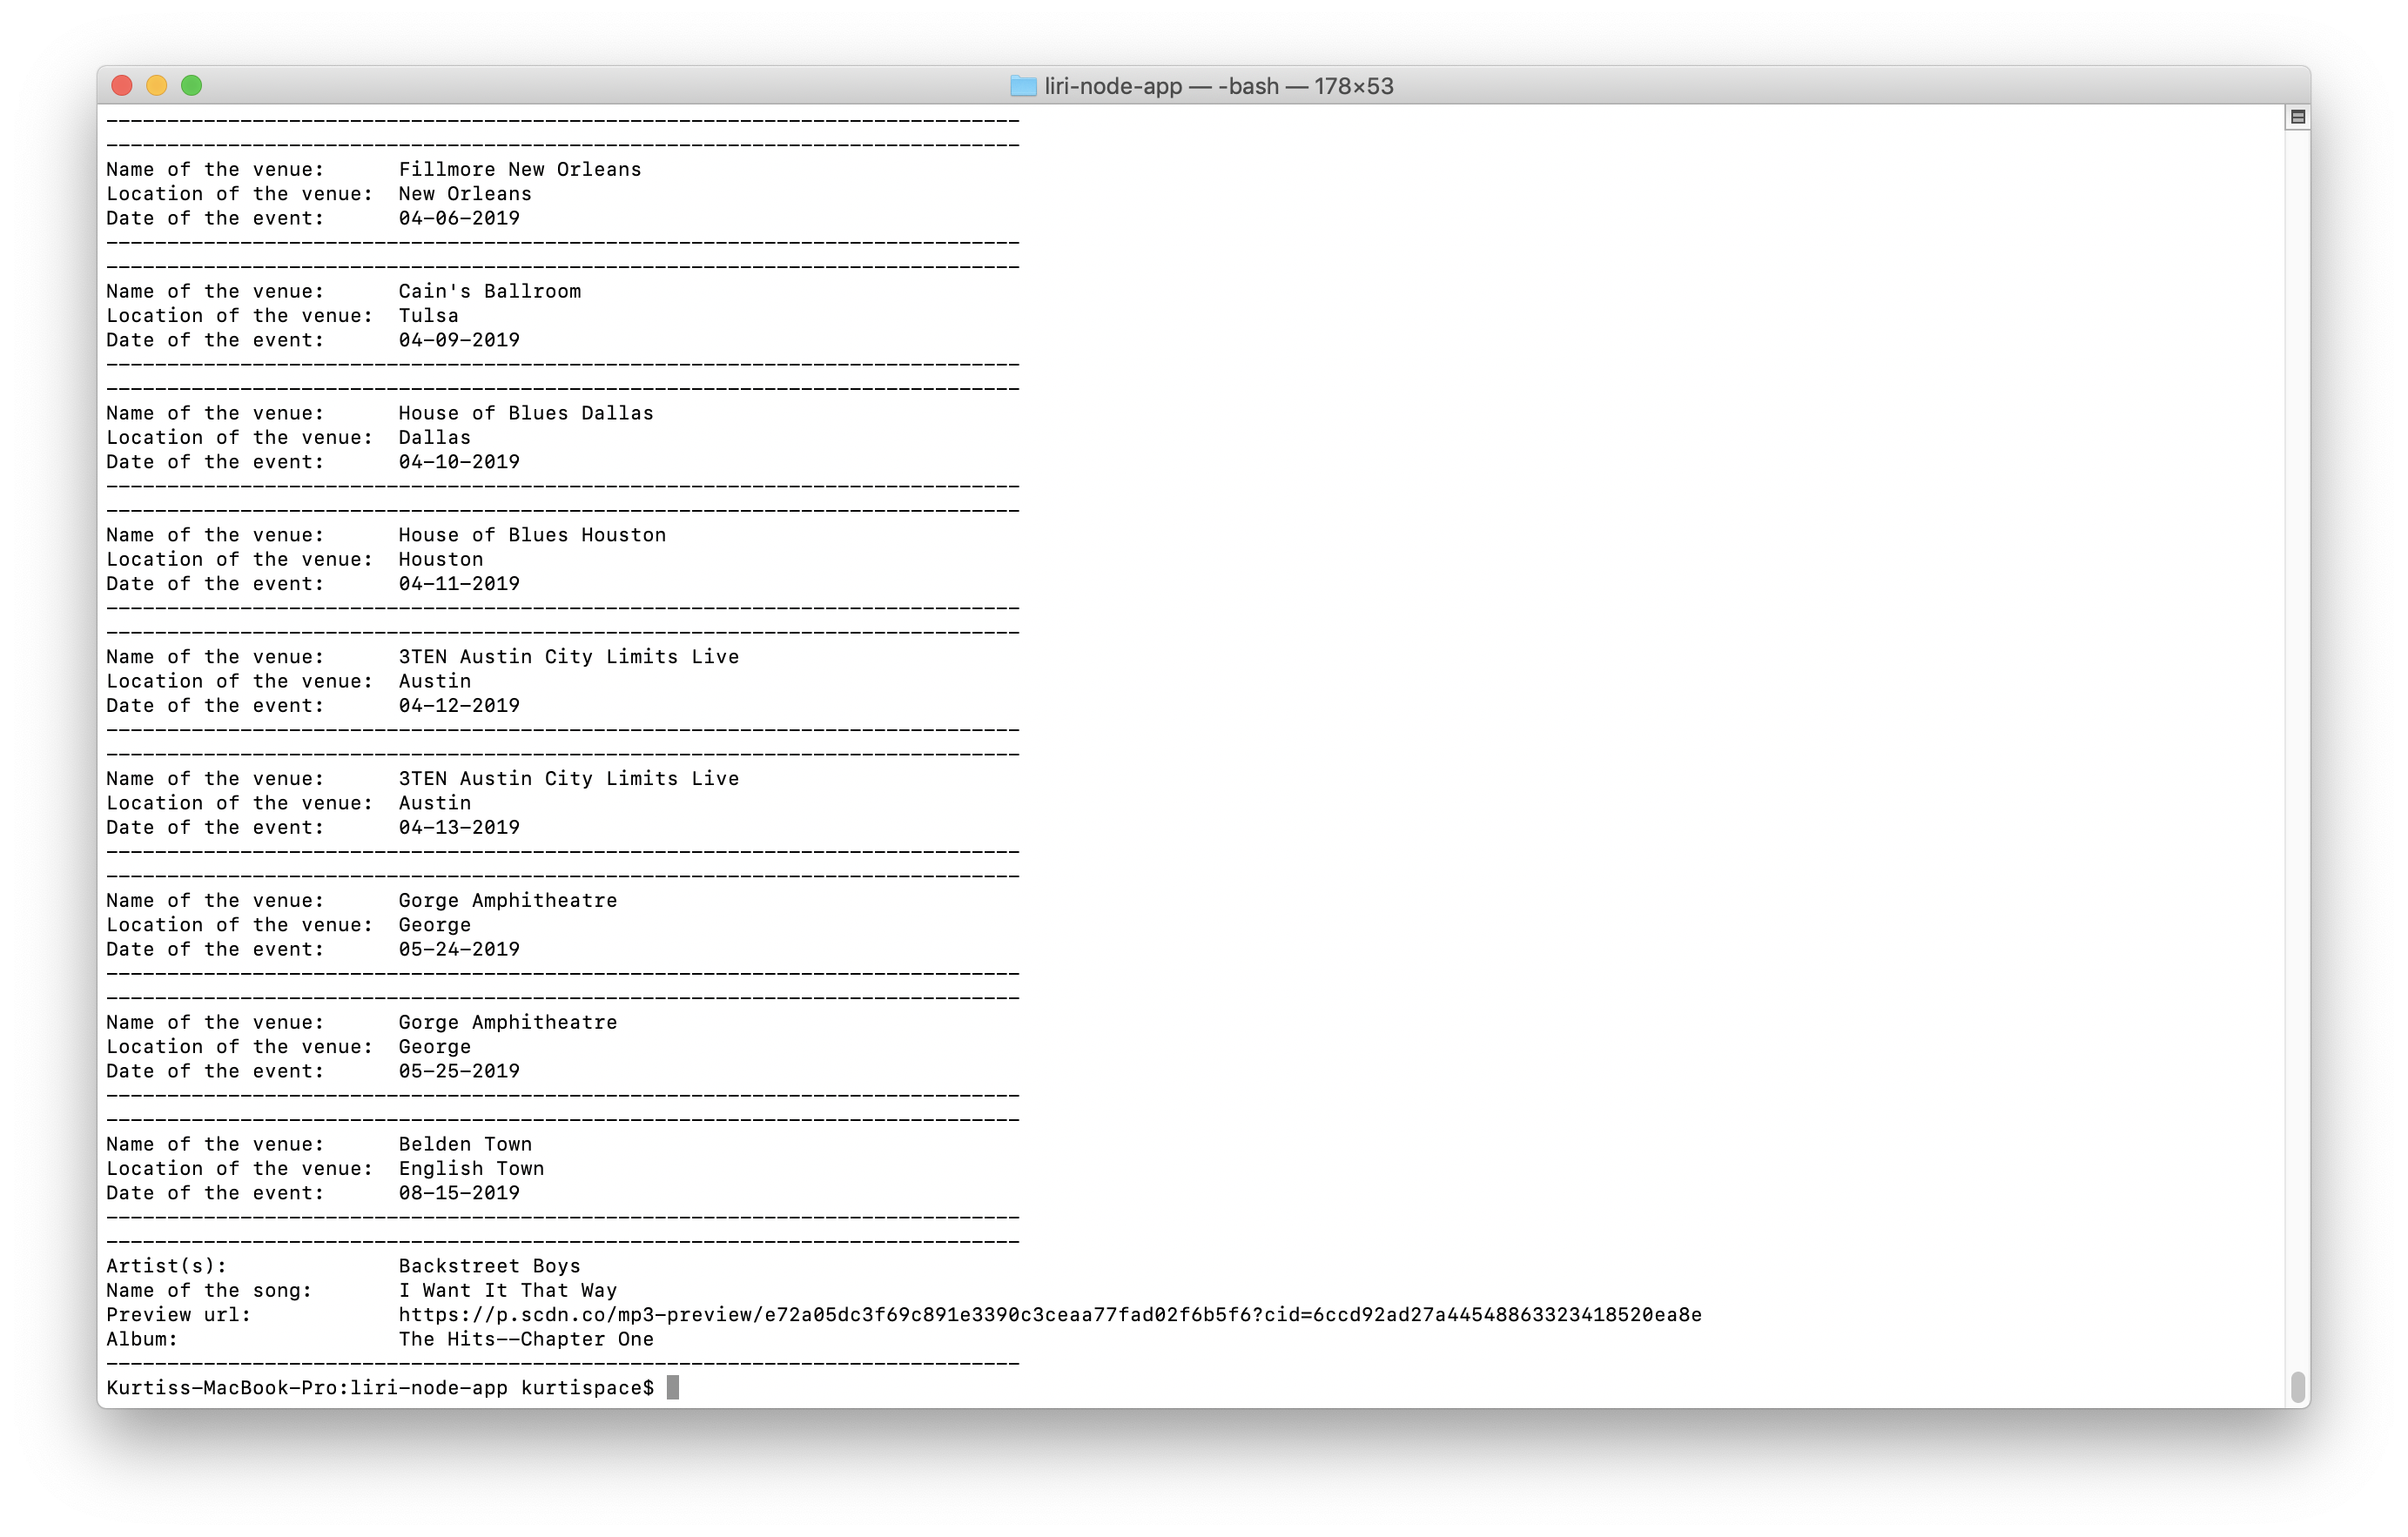 liri-node-app — -bash — 178×53
---------------------------------------------------------------------------
---------------------------------------------------------------------------
Name of the venue:      Fillmore New Orleans
Location of the venue:  New Orleans
Date of the event:      04-06-2019
---------------------------------------------------------------------------
---------------------------------------------------------------------------
Name of the venue:      Cain's Ballroom
Location of the venue:  Tulsa
Date of the event:      04-09-2019
---------------------------------------------------------------------------
---------------------------------------------------------------------------
Name of the venue:      House of Blues Dallas
Location of the venue:  Dallas
Date of the event:      04-10-2019
---------------------------------------------------------------------------
---------------------------------------------------------------------------
Name of the venue:      House of Blues Houston
Location of the venue:  Houston
Date of the event:      04-11-2019
---------------------------------------------------------------------------
---------------------------------------------------------------------------
Name of the venue:      3TEN Austin City Limits Live
Location of the venue:  Austin
Date of the event:      04-12-2019
---------------------------------------------------------------------------
---------------------------------------------------------------------------
Name of the venue:      3TEN Austin City Limits Live
Location of the venue:  Austin
Date of the event:      04-13-2019
---------------------------------------------------------------------------
---------------------------------------------------------------------------
Name of the venue:      Gorge Amphitheatre
Location of the venue:  George
Date of the event:      05-24-2019
---------------------------------------------------------------------------
---------------------------------------------------------------------------
Name of the venue:      Gorge Amphitheatre
Location of the venue:  George
Date of the event:      05-25-2019
---------------------------------------------------------------------------
---------------------------------------------------------------------------
Name of the venue:      Belden Town
Location of the venue:  English Town
Date of the event:      08-15-2019
---------------------------------------------------------------------------
---------------------------------------------------------------------------
Artist(s):              Backstreet Boys
Name of the song:       I Want It That Way
Preview url:            https://p.scdn.co/mp3-preview/e72a05dc3f69c891e3390c3ceaa77fad02f6b5f6?cid=6ccd92ad27a44548863323418520ea8e
Album:                  The Hits--Chapter One
---------------------------------------------------------------------------
Kurtiss-MacBook-Pro:liri-node-app kurtispace$